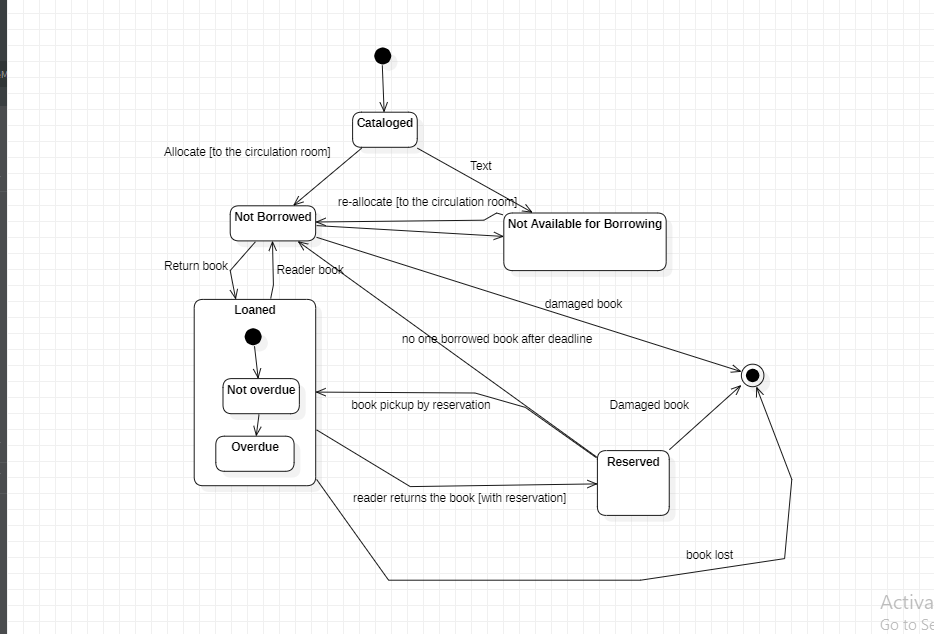 Cataloged
Allocate [to the circulation room]
Text
re-allocate [to the circulation room]
Not Borrowed
Not Available for Borrowing
Return book
Reader book
Loaned
damaged book
no one borrowed book after deadline
Not overdue
book pickup by reservation
Damaged book
Overdue
Reserved
reader returns the book [with reservation]
book lost
Activa
Go to Se